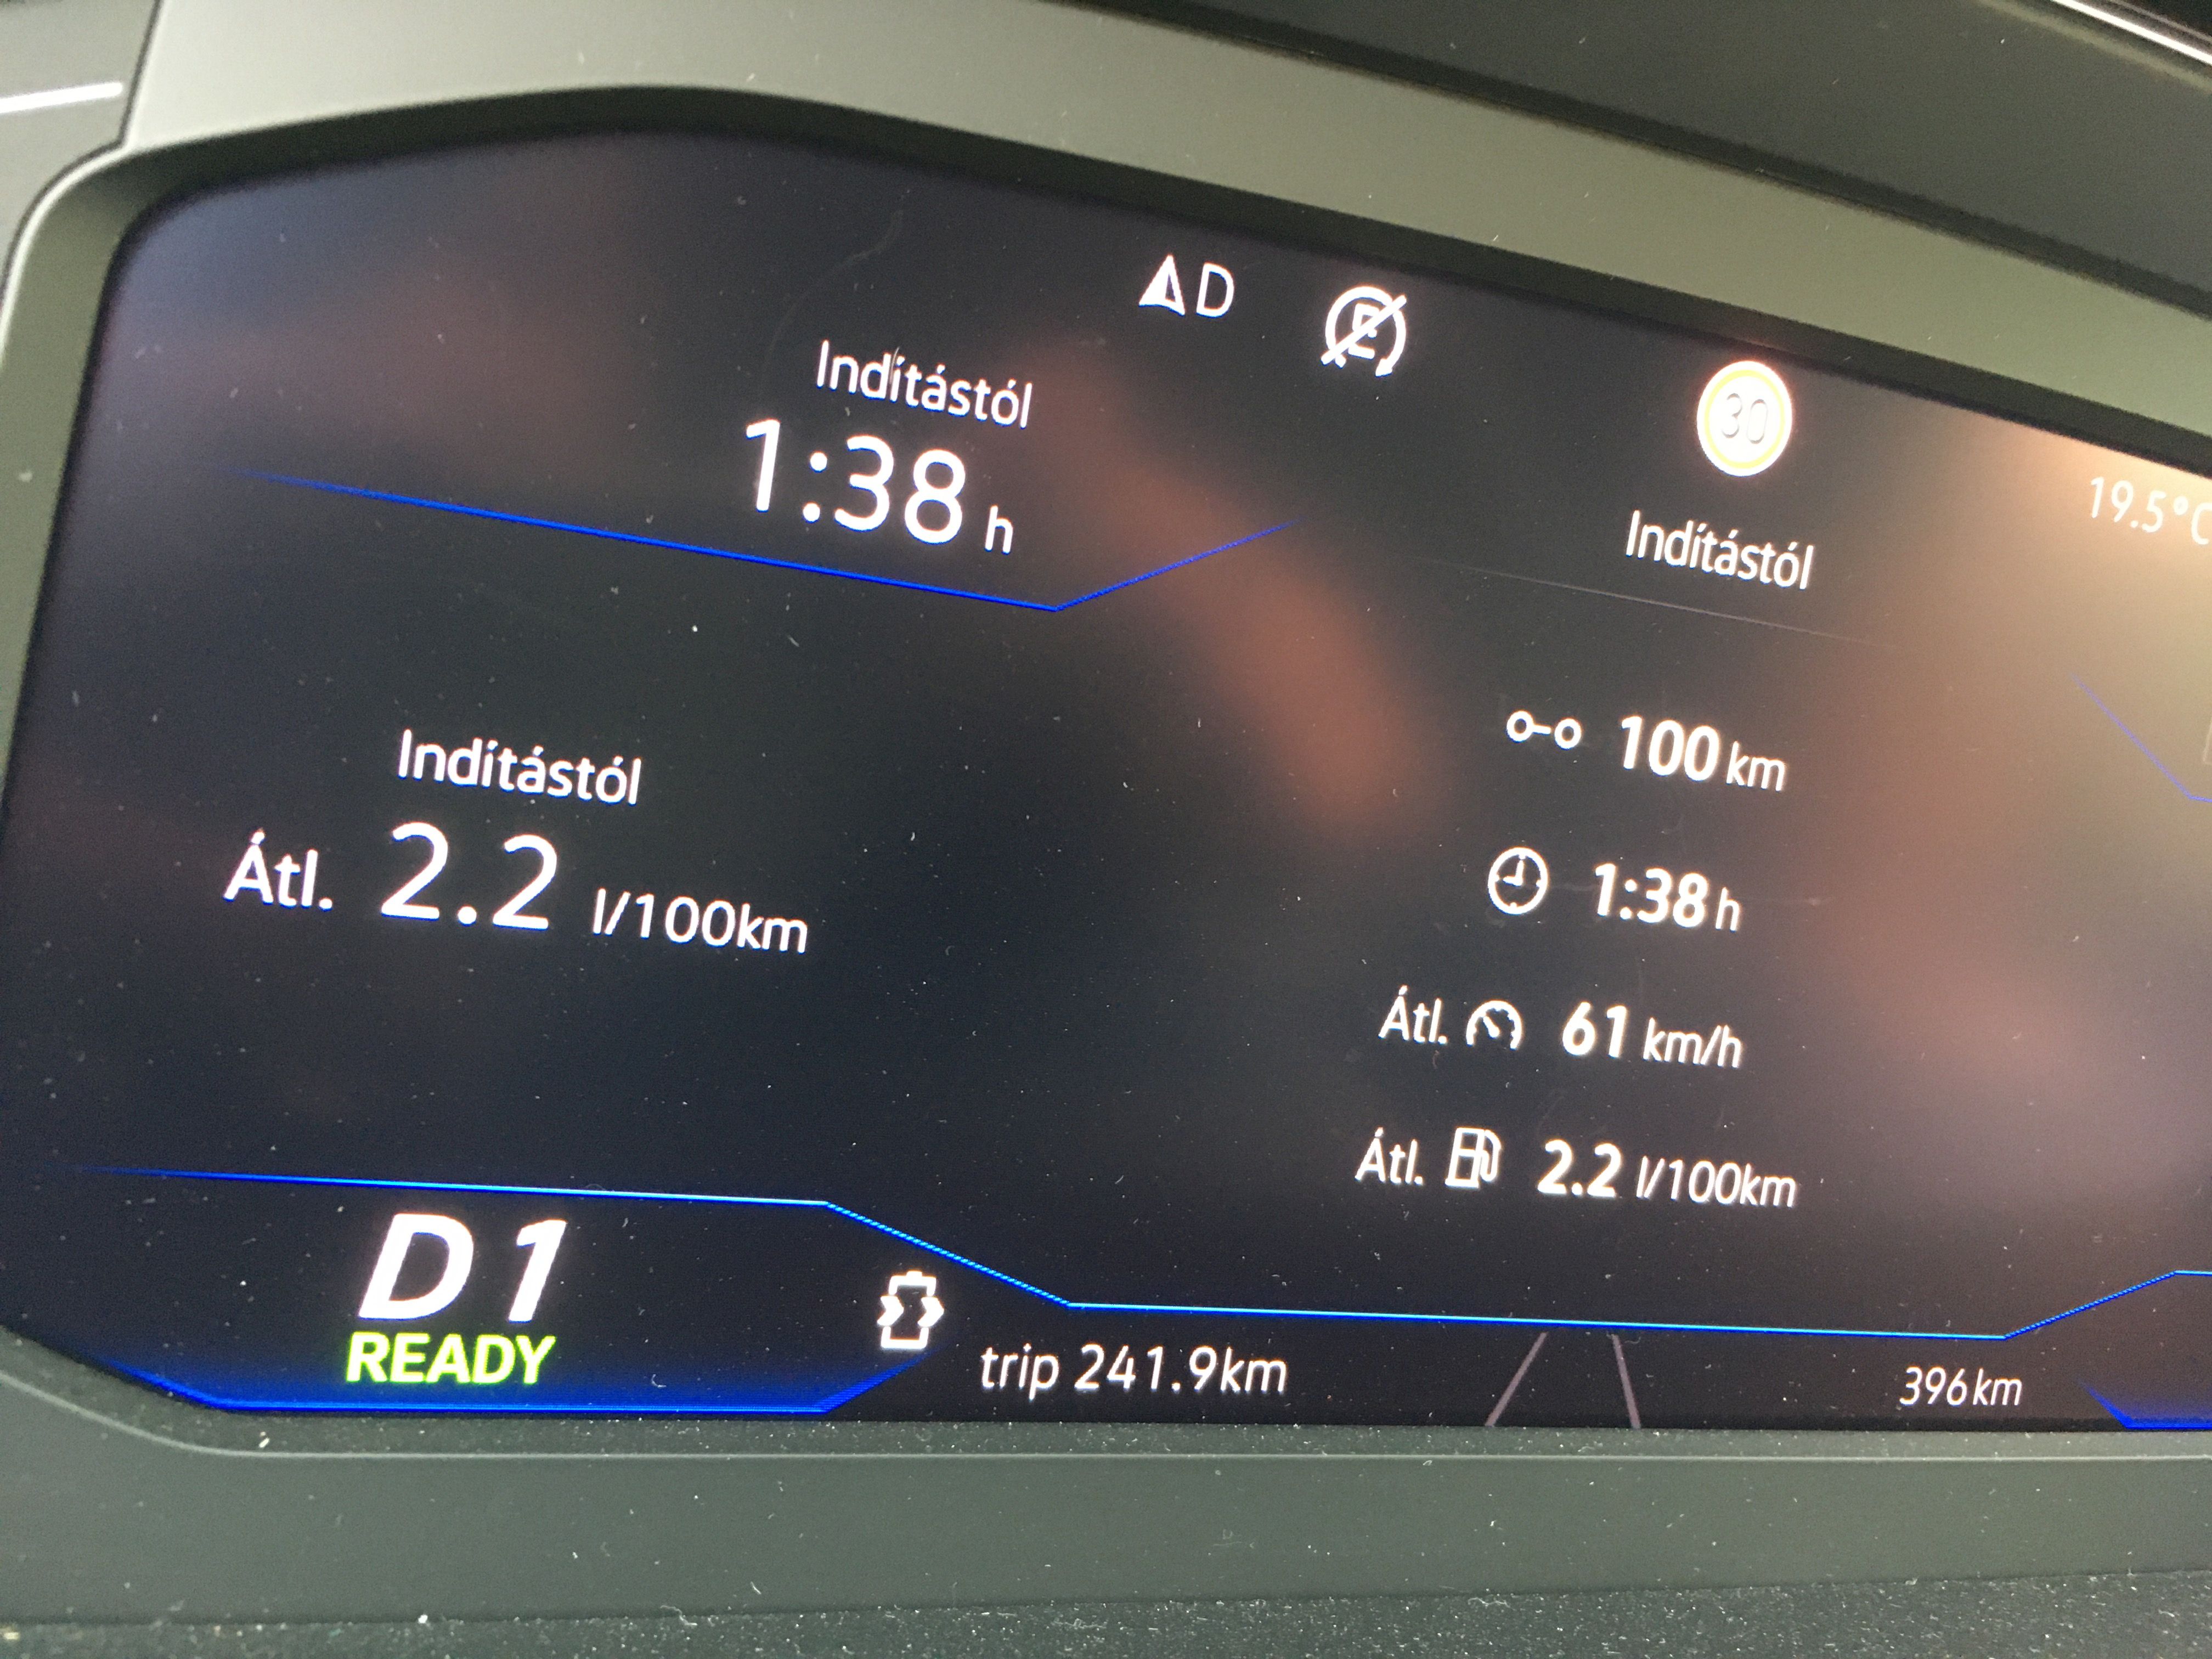 D
E
30
19.5°C
Indítástól
1:38 h
Indítástól
100 km
1:38 h
Átl. 61 km/h
Átl. 2.2 l/100km
Indítástól
Átl. 2.2 l/100km
D1
READY
trip 241.9km
396km